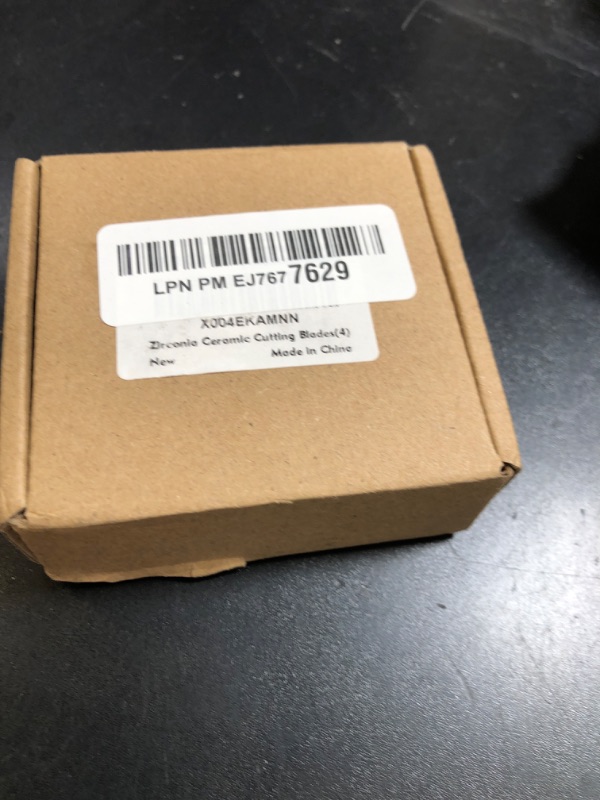 LPN PM EJ7677629
X004EKAMNN
Zirconia Ceramic Cutting Blades(4)
New Made in China